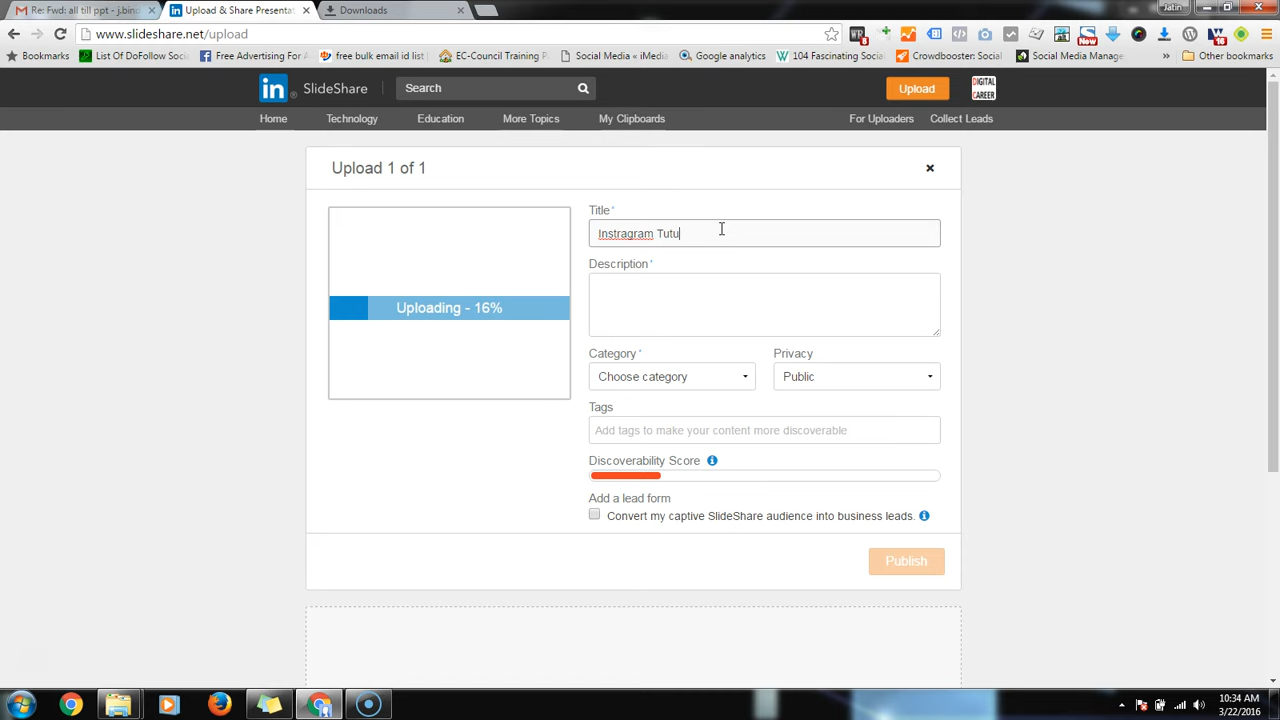 Re: Fwd: all till ppt - j.bind
Upload & Share Presentat
Downloads
Jatin
www.slideshare.net/upload
Bookmarks
List Of DoFollow Soci
Free Advertising For A
free bulk email id list
EC-Council Training P
Social Media « iMedia
Google analytics
104 Fascinating Social
Crowdbooster: Social
Social Media Manage
»
Other bookmarks
in SlideShare
Search
Upload
DIGITAL
CAREER
Home
Technology
Education
More Topics
My Clipboards
For Uploaders
Collect Leads
Upload 1 of 1
Title*
Instragram Tutu
Description*
Uploading - 16%
Category*
Privacy
Choose category
Public
Tags
Add tags to make your content more discoverable
Discoverability Score
Add a lead form
Convert my captive SlideShare audience into business leads.
Publish
10:34 AM
3/22/2016